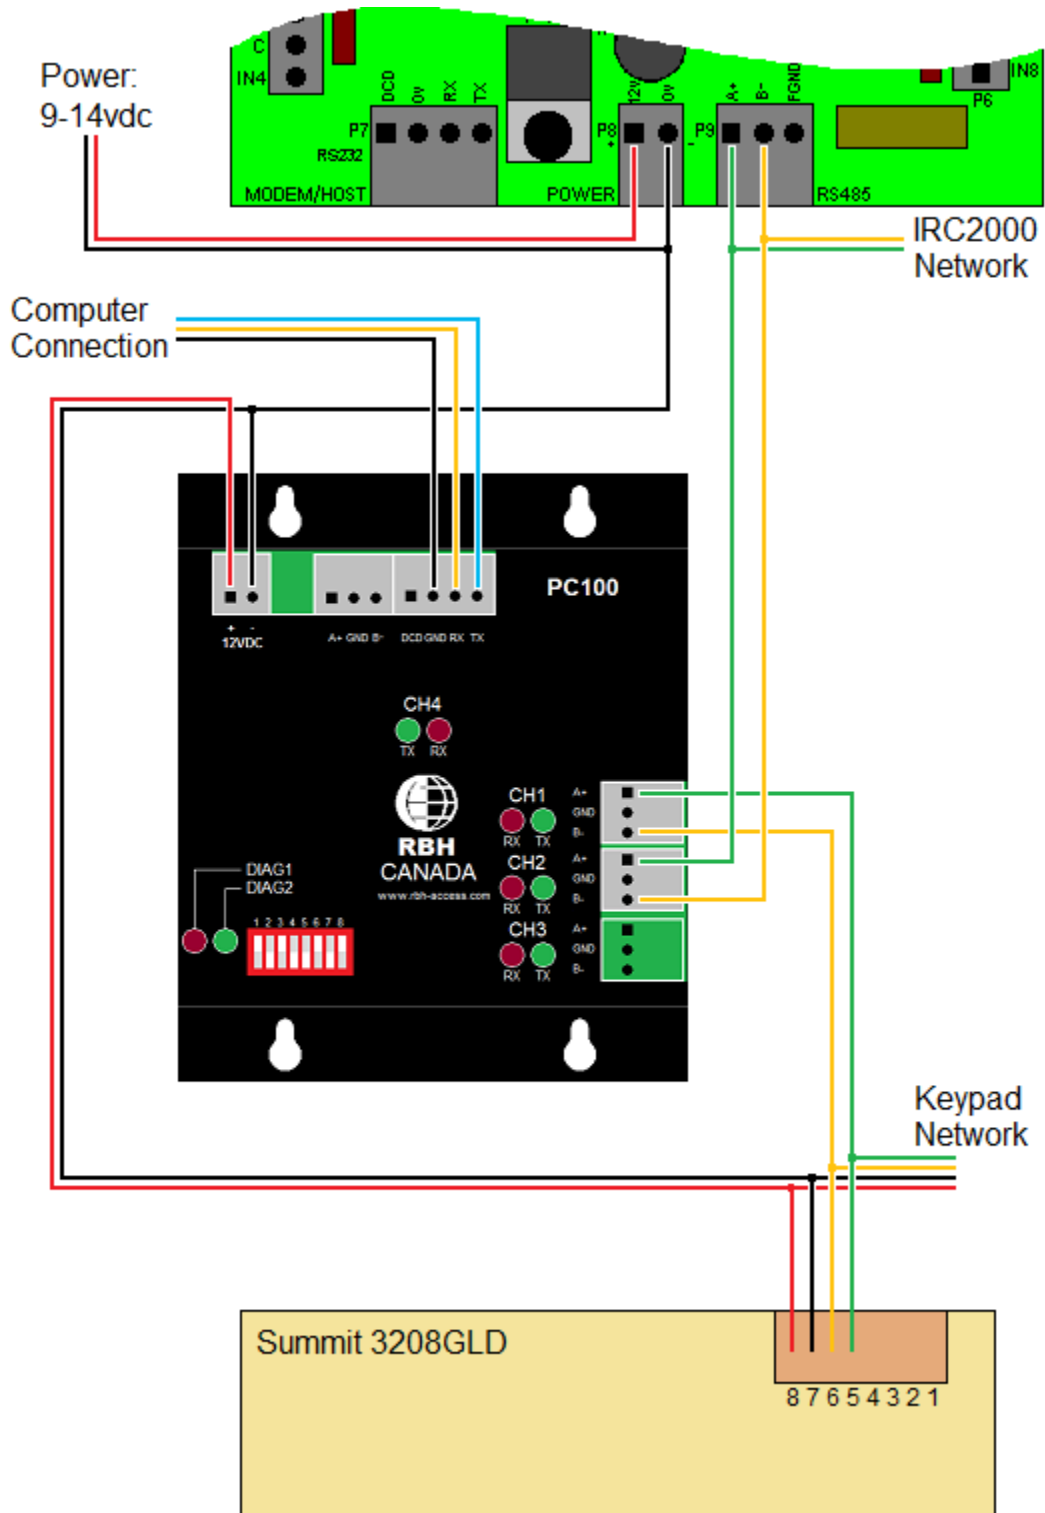 C
IN4
Power:
9-14vdc
DCD 0v RX TX
12v 0v
A+ B- FGND
IN8
P6
P7
P8
+
-
P9
RS232
MODEM/HOST
POWER
RS485
IRC2000
Network
Computer
Connection
PC100
+ -
12VDC
A+ GND B-
DCD GND RX TX
CH4
TX RX
CH1
RX TX
A+
GND
B-
RBH
CANADA
www.rbh-access.com
CH2
RX TX
A+
GND
B-
DIAG1
DIAG2
1 2 3 4 5 6 7 8
CH3
RX TX
A+
GND
B-
Keypad
Network
Summit 3208GLD
8 7 6 5 4 3 2 1